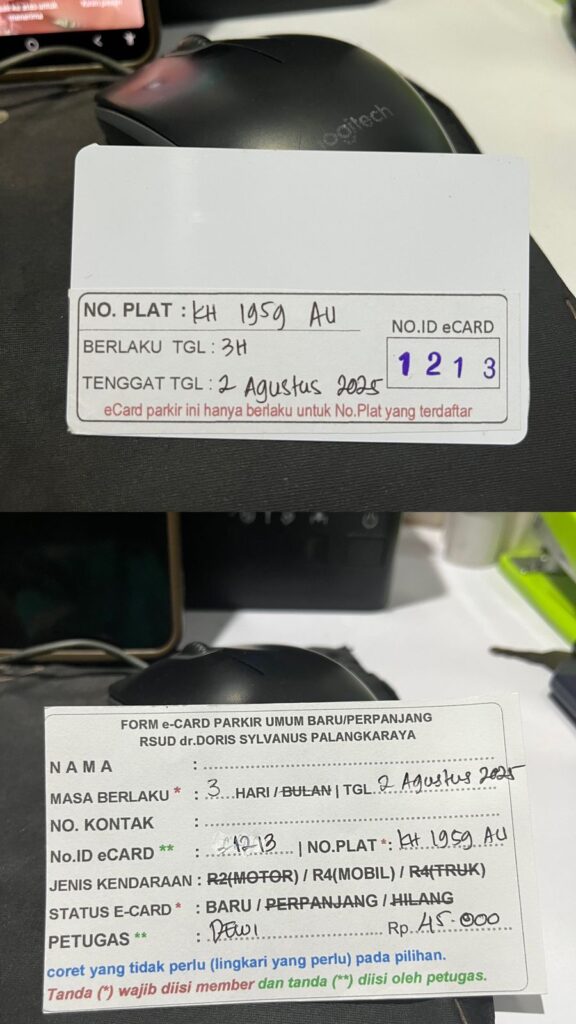 logitech
NO. PLAT : KH 1959 AU
NO.ID eCARD
BERLAKU TGL : 3H
1 2 1 3
TENGGAT TGL : 2 Agustus 2025
eCard parkir ini hanya berlaku untuk No.Plat yang terdaftar
FORM e-CARD PARKIR UMUM BARU/PERPANJANG
RSUD dr.DORIS SYLVANUS PALANGKARAYA
N A M A :
MASA BERLAKU * : 3 HARI / BULAN | TGL. 2 Agustus 2025
NO. KONTAK :
No.ID eCARD ** : 1213 | NO.PLAT *: KH 1959 AU
JENIS KENDARAAN : R2(MOTOR) / R4(MOBIL) / R4(TRUK)
STATUS E-CARD * : BARU / PERPANJANG / HILANG
PETUGAS ** : DEWI Rp. 45.000
coret yang tidak perlu (lingkari yang perlu) pada pilihan.
Tanda (*) wajib diisi member dan tanda (**) diisi oleh petugas.